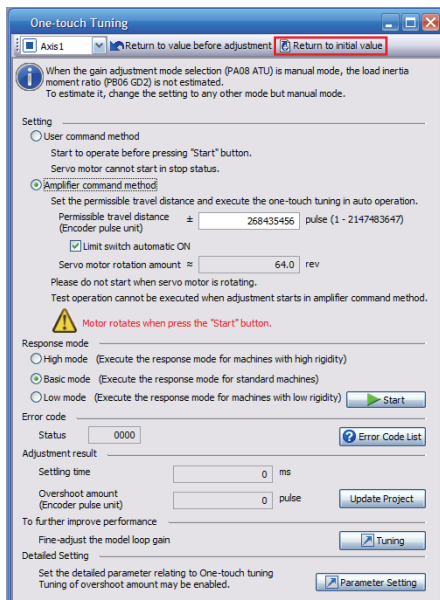 One-touch Tuning
Axis1 Return to value before adjustment Return to initial value
When the gain adjustment mode selection (PA08 ATU) is manual mode, the load inertia
moment ratio (PB06 GD2) is not estimated.
To estimate it, change the setting to any other mode but manual mode.
Setting
User command method
Start to operate before pressing "Start" button.
Servo motor cannot start in stop status.
Amplifier command method
Set the permissible travel distance and execute the one-touch tuning in auto operation.
Permissible travel distance ± 268435456 pulse (1 - 2147483647)
(Encoder pulse unit)
Limit switch automatic ON
Servo motor rotation amount ≈ 64.0 rev
Please do not start when servo motor is rotating.
Test operation cannot be executed when adjustment starts in amplifier command method.
Motor rotates when press the "Start" button.
Response mode
High mode (Execute the response mode for machines with high rigidity)
Basic mode (Execute the response mode for standard machines)
Low mode (Execute the response mode for machines with low rigidity) Start
Error code
Status 0000 Error Code List
Adjustment result
Settling time 0 ms
Overshoot amount 0 pulse Update Project
(Encoder pulse unit)
To further improve performance
Fine-adjust the model loop gain Tuning
Detailed Setting
Set the detailed parameter relating to One-touch tuning
Tuning of overshoot amount may be enabled. Parameter Setting